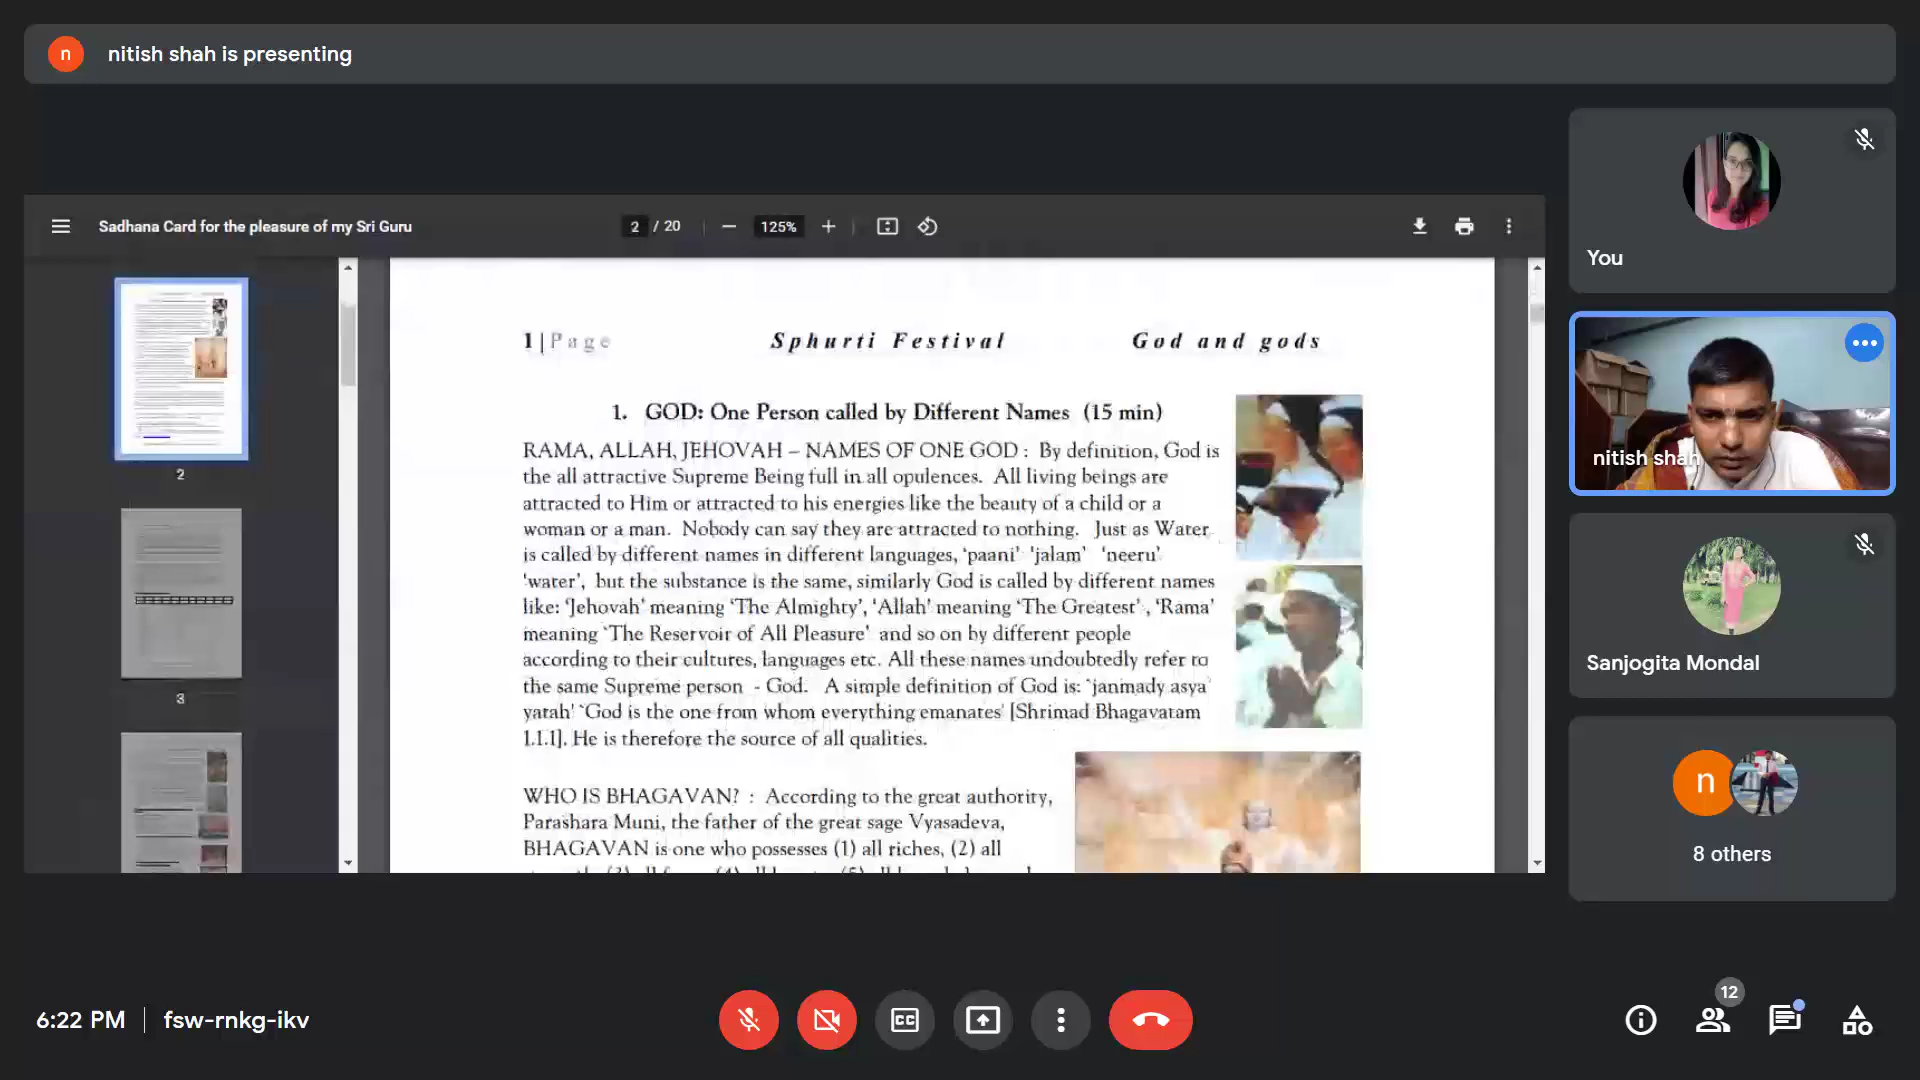 n nitish shah is presenting
Sadhana Card for the pleasure of my Sri Guru 2 / 20 125%
2
3
1|Page Sphurti Festival God and gods
1. GOD: One Person called by Different Names (15 min)
RAMA, ALLAH, JEHOVAH – NAMES OF ONE GOD : By definition, God is
the all attractive Supreme Being full in all opulences. All living beings are
attracted to Him or attracted to his energies like the beauty of a child or a
woman or a man. Nobody can say they are attracted to nothing. Just as Water
is called by different names in different languages, 'paani' 'jalam' 'neeru'
'water', but the substance is the same, similarly God is called by different names
like: 'Jehovah' meaning 'The Almighty', 'Allah' meaning 'The Greatest' , 'Rama'
meaning 'The Reservoir of All Pleasure' and so on by different people
according to their cultures, languages etc. All these names undoubtedly refer to
the same Supreme person - God. A simple definition of God is: 'janmady asya
yatah' 'God is the one from whom everything emanates' [Shrimad Bhagavatam
1.1.1]. He is therefore the source of all qualities.
WHO IS BHAGAVAN? : According to the great authority,
Parashara Muni, the father of the great sage Vyasadeva,
BHAGAVAN is one who possesses (1) all riches, (2) all
You
nitish shah
Sanjogita Mondal
n
8 others
6:22 PM | fsw-rnkg-ikv
CC
12